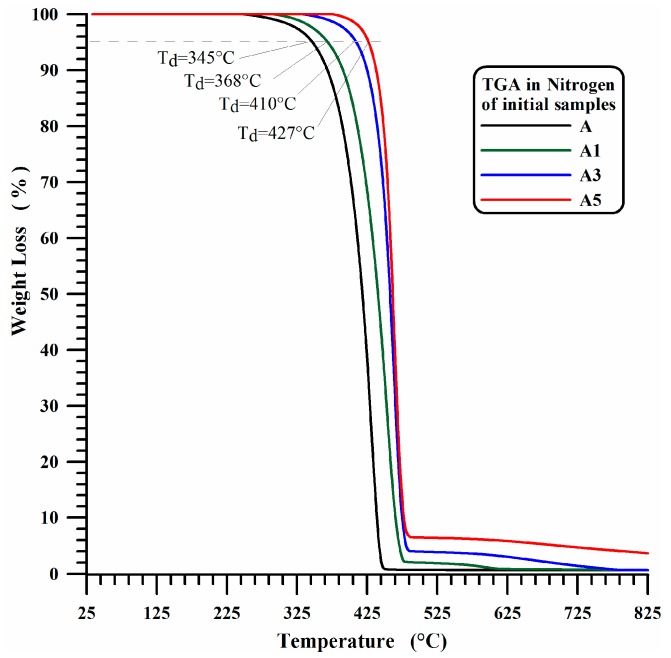 100
90
80
70
60
50
40
30
20
10
0
Weight Loss ( % )
Td=345°C
Td=368°C
Td=410°C
Td=427°C
TGA in Nitrogen
of initial samples
A
A1
A3
A5
25 125 225 325 425 525 625 725 825
Temperature (°C)